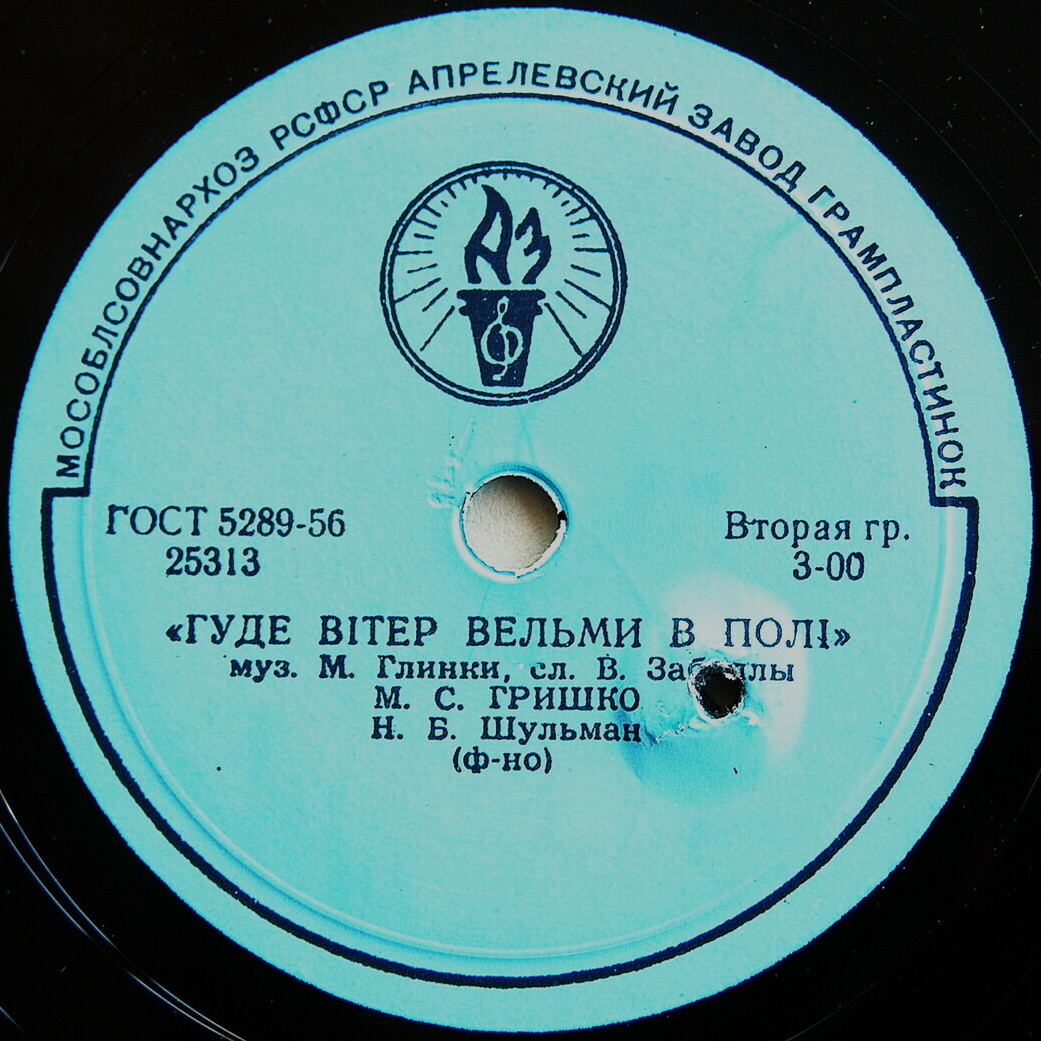 МОСОБЛСОВНАРХОЗ РСФСР АПРЕЛЕВСКИЙ ЗАВОД ГРАМПЛАСТИНОК
АЗ
ГОСТ 5289-56
25313
Вторая гр.
3-00
«ГУДЕ ВІТЕР ВЕЛЬМИ В ПОЛІ»
муз. М. Глинки, сл. В.
М. С. ГРИШКО
Н. Б. Шульман
(ф-но)